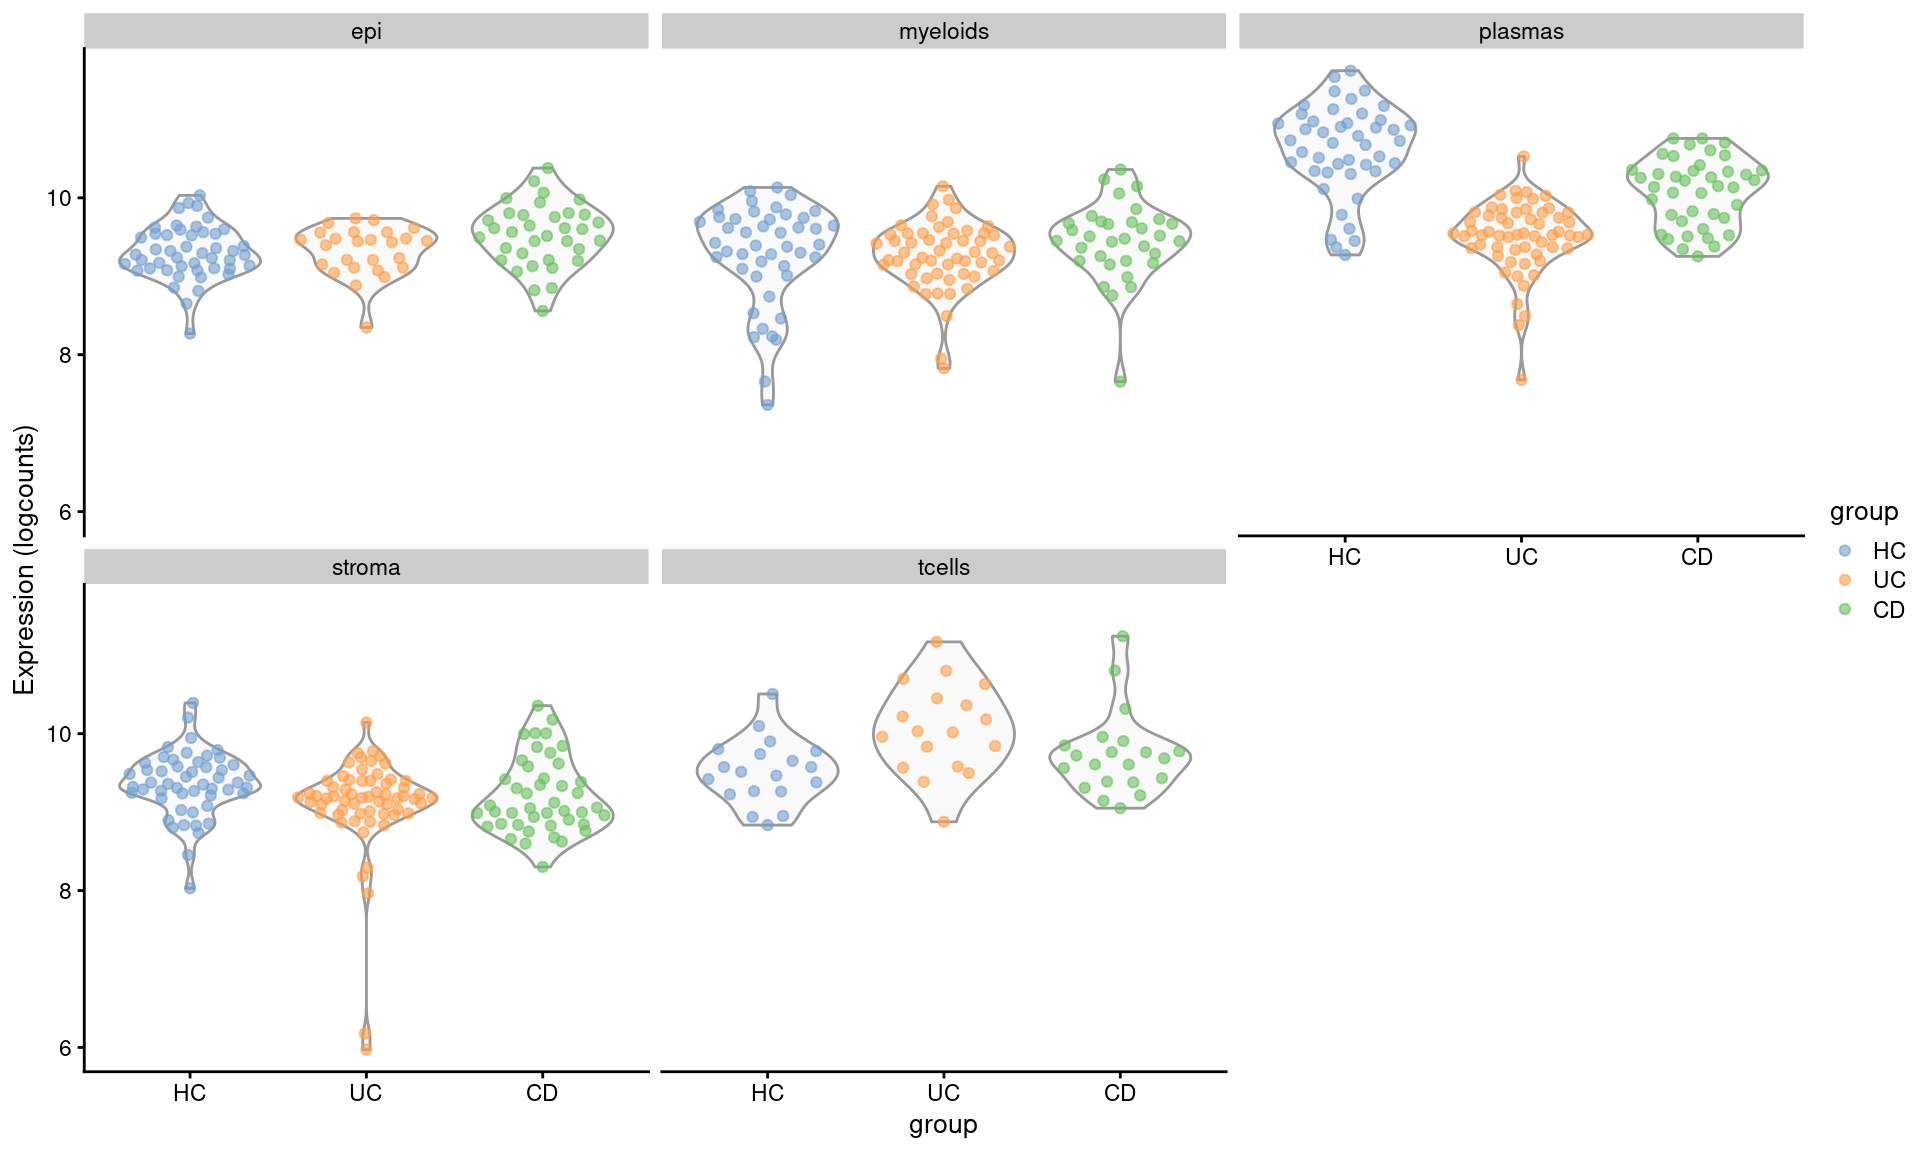 epi
myeloids
plasmas
10
8
6
HC
UC
CD
Expression (logcounts)
stroma
tcells
10
8
6
HC
UC
CD
HC
UC
CD
group
group
HC
UC
CD